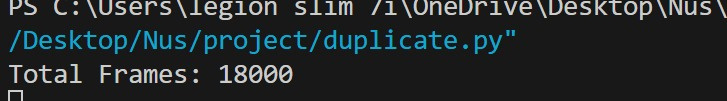 PS C:\Users\legion slim 7i\OneDrive\Desktop\Nus\
/Desktop/Nus/project/duplicate.py"
Total Frames: 18000